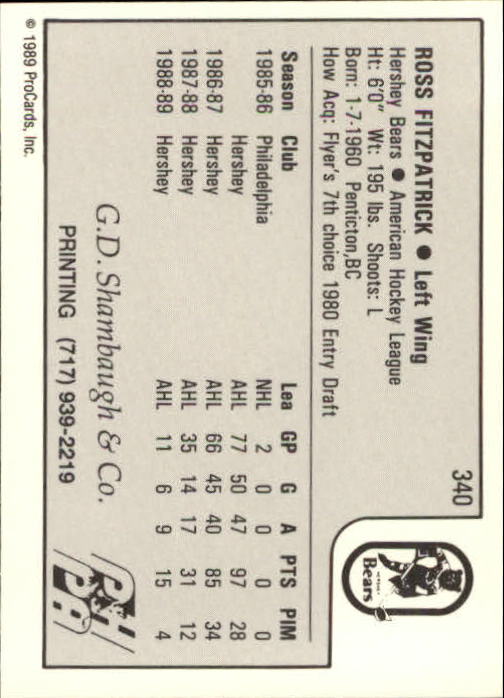 340
ROSS FITZPATRICK ● Left Wing
Hershey Bears ● American Hockey League
Ht: 6'0" Wt: 195 lbs. Shoots: L
Born: 1-7-1960 Penticton,BC
How Acq: Flyer's 7th choice 1980 Entry Draft
Bears
Season Club Lea GP G A PTS PIM
1985-86 Philadelphia NHL 2 0 0 0 0
Hershey AHL 77 50 47 97 28
1986-87 Hershey AHL 66 45 40 85 34
1987-88 Hershey AHL 35 14 17 31 12
1988-89 Hershey AHL 11 6 9 15 4
G.D. Shambaugh & Co.
PRINTING (717) 939-2219
© 1989 ProCards, Inc.